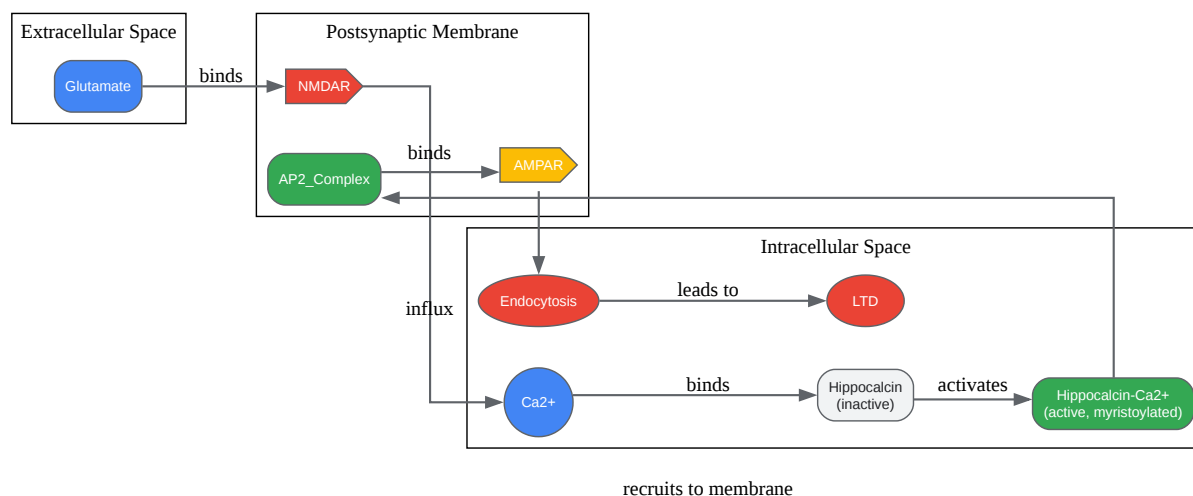 Extracellular Space
Postsynaptic Membrane
Glutamate
binds
NMDAR
AP2_Complex
binds
AMPAR
Intracellular Space
Endocytosis
leads to
LTD
influx
Ca2+
binds
Hippocalcin
(inactive)
activates
Hippocalcin-Ca2+
(active, myristoylated)
recruits to membrane